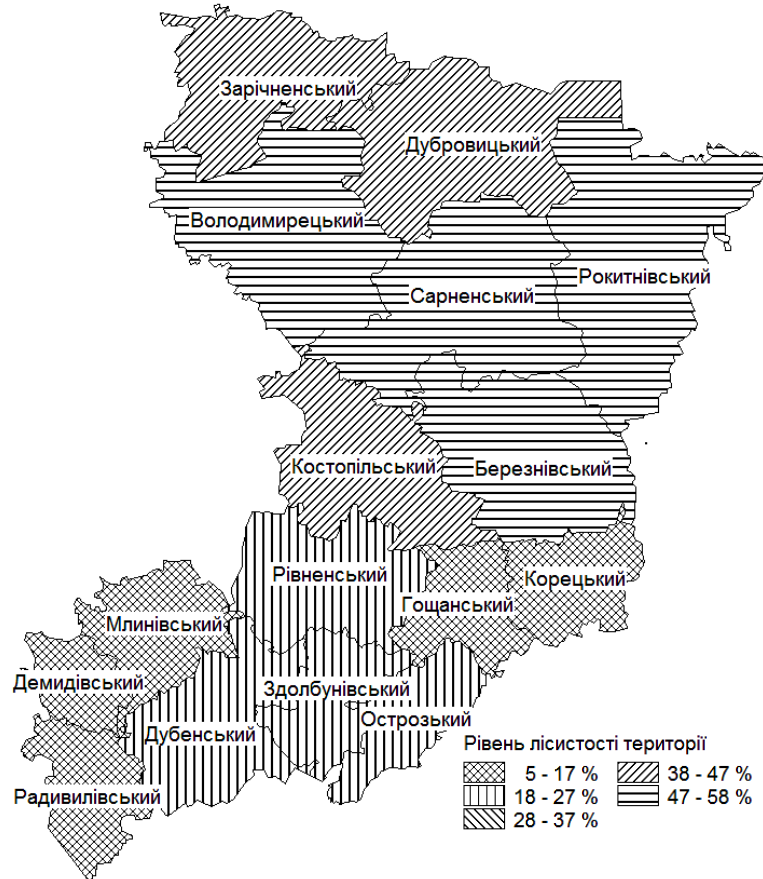 Зарічненський
Дубровицький
Володимирецький
Рокитнівський
Сарненський
Костопільський
Березнівський
Рівненський
Корецький
Гощанський
Млинівський
Демидівський
Здолбунівський
Острозький
Дубенський
Радивилівський
Рівень лісистості території
5 - 17 %
38 - 47 %
18 - 27 %
47 - 58 %
28 - 37 %